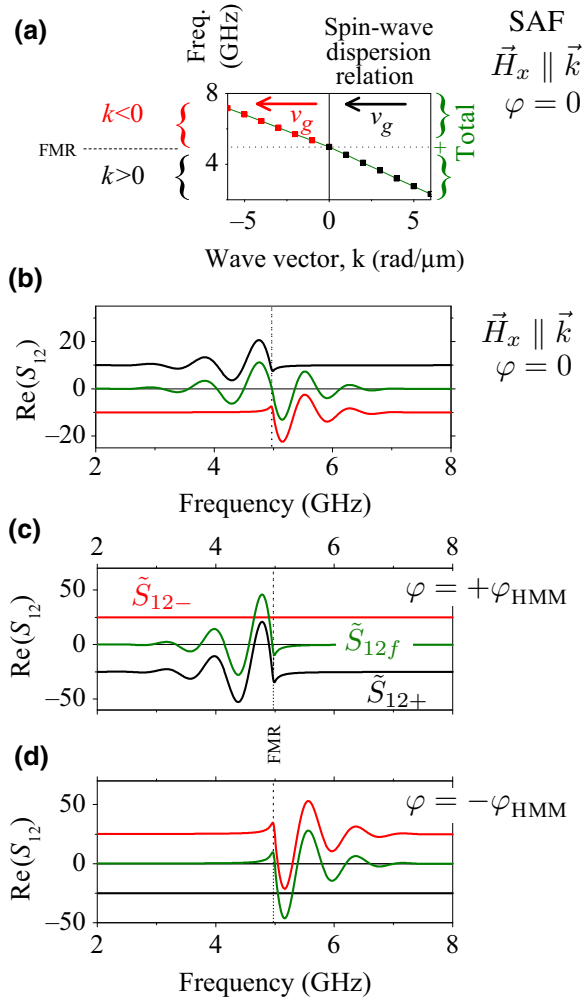 (a)
Freq. (GHz)
Spin-wave
dispersion
relation
SAF
H⃗x ∥ k⃗
φ = 0
k<0
FMR
k>0
8
4
vg
vg
Total
+
−5
0
5
Wave vector, k (rad/μm)
(b)
Re(S12)
20
0
−20
H⃗x ∥ k⃗
φ = 0
2
4
6
8
Frequency (GHz)
(c)
2
4
6
8
Re(S12)
50
0
−50
S̃12−
S̃12f
S̃12+
φ = +φHMM
FMR
(d)
Re(S12)
50
0
−50
φ = −φHMM
2
4
6
8
Frequency (GHz)